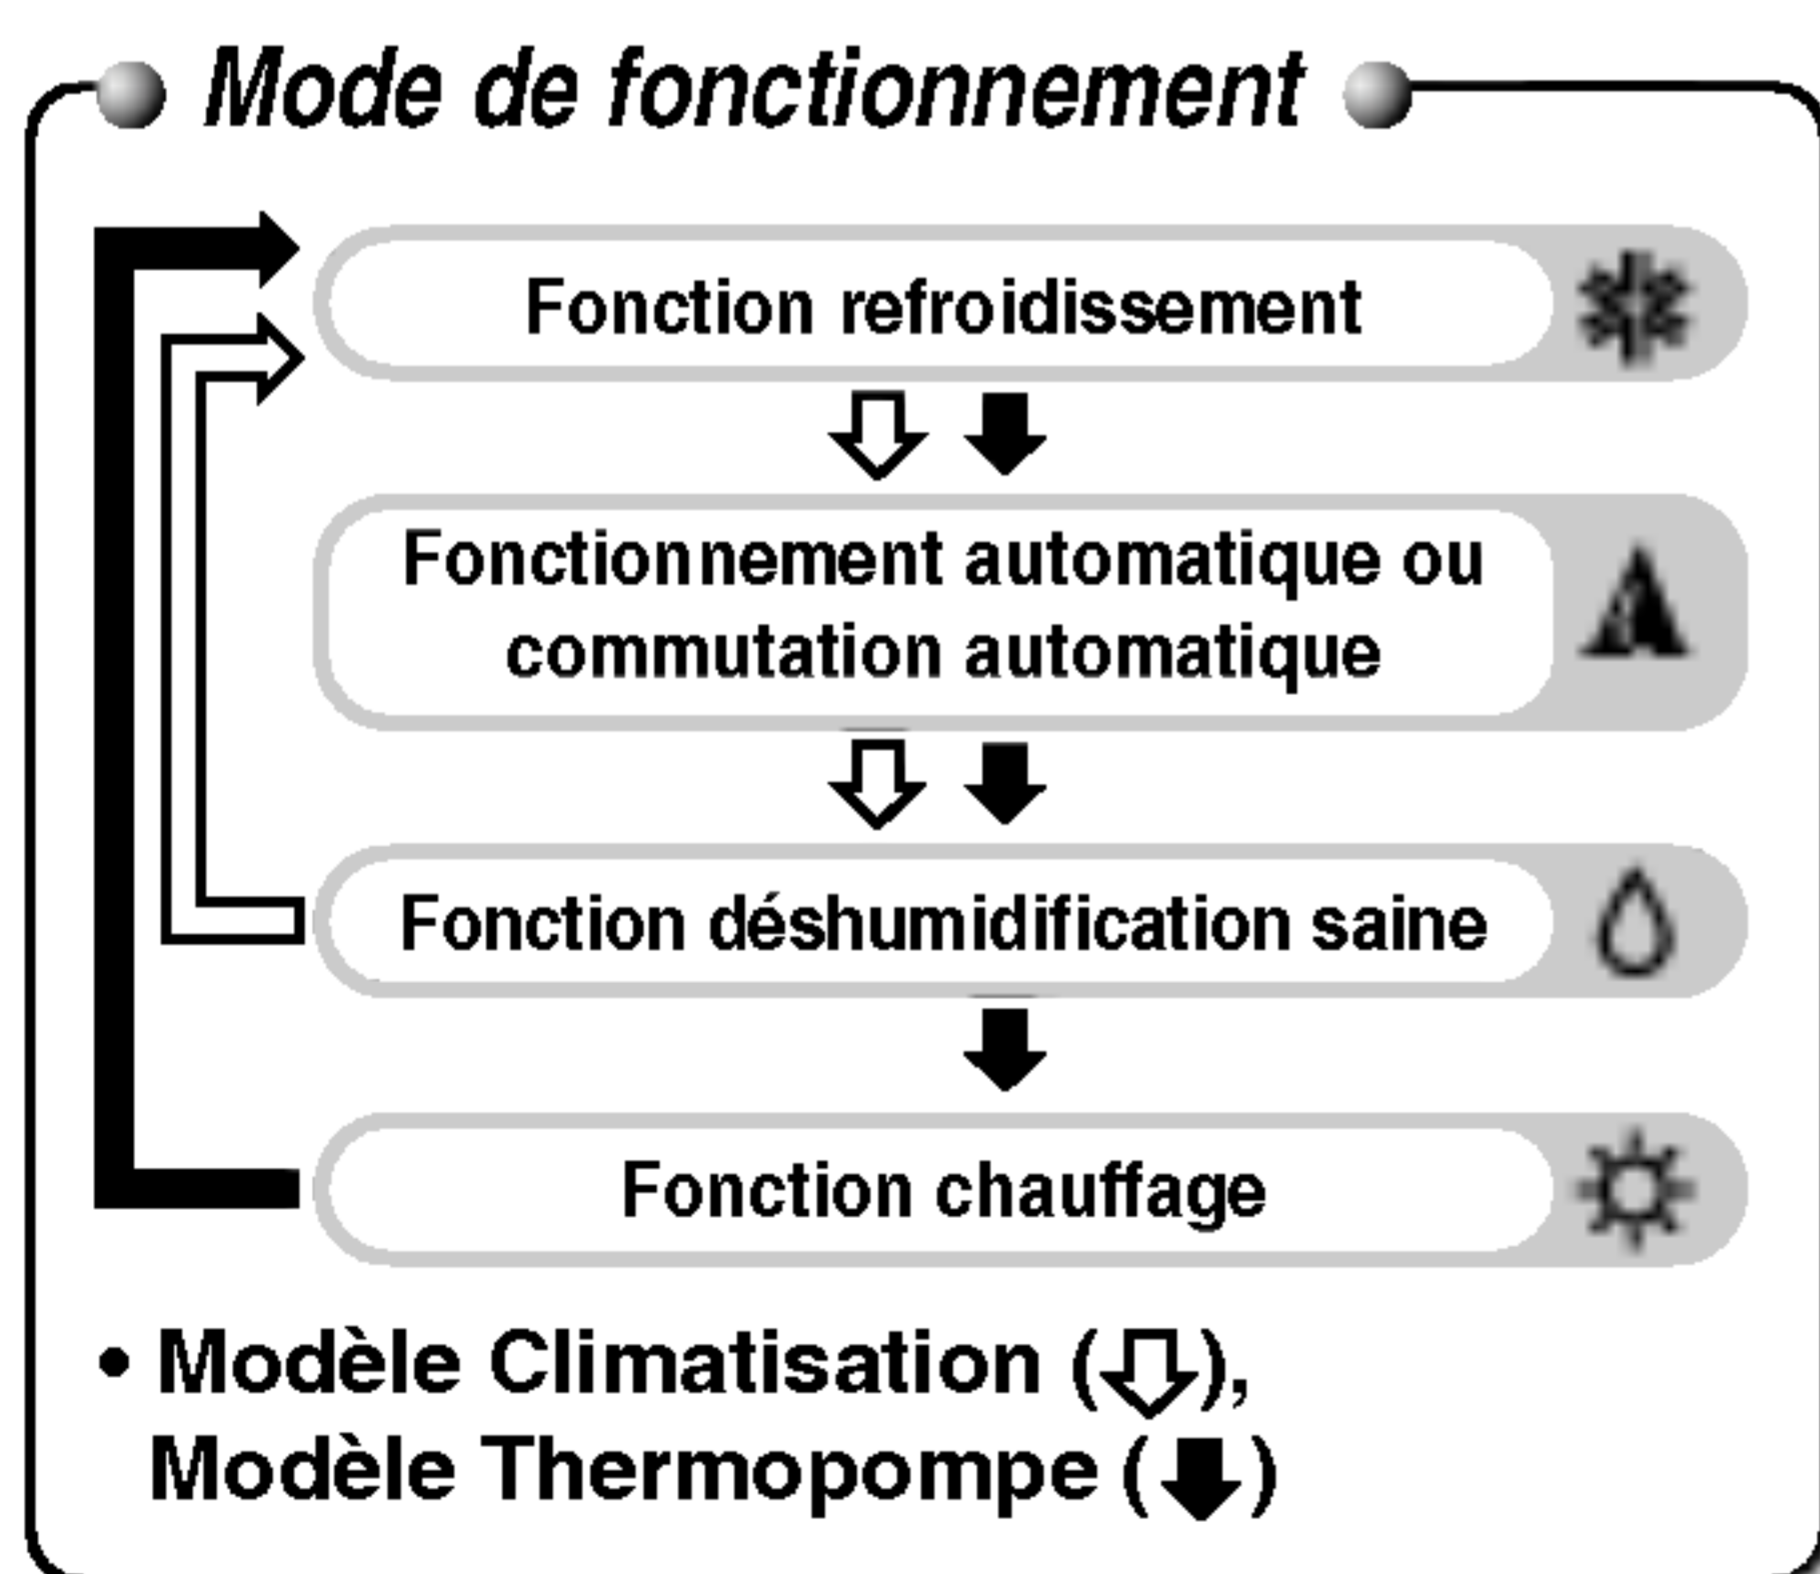 Mode de fonctionnement
Fonction refroidissement
Fonctionnement automatique ou
commutation automatique
Fonction déshumidification saine
Fonction chauffage
• Modèle Climatisation (⇩),
Modèle Thermopompe (⬇)